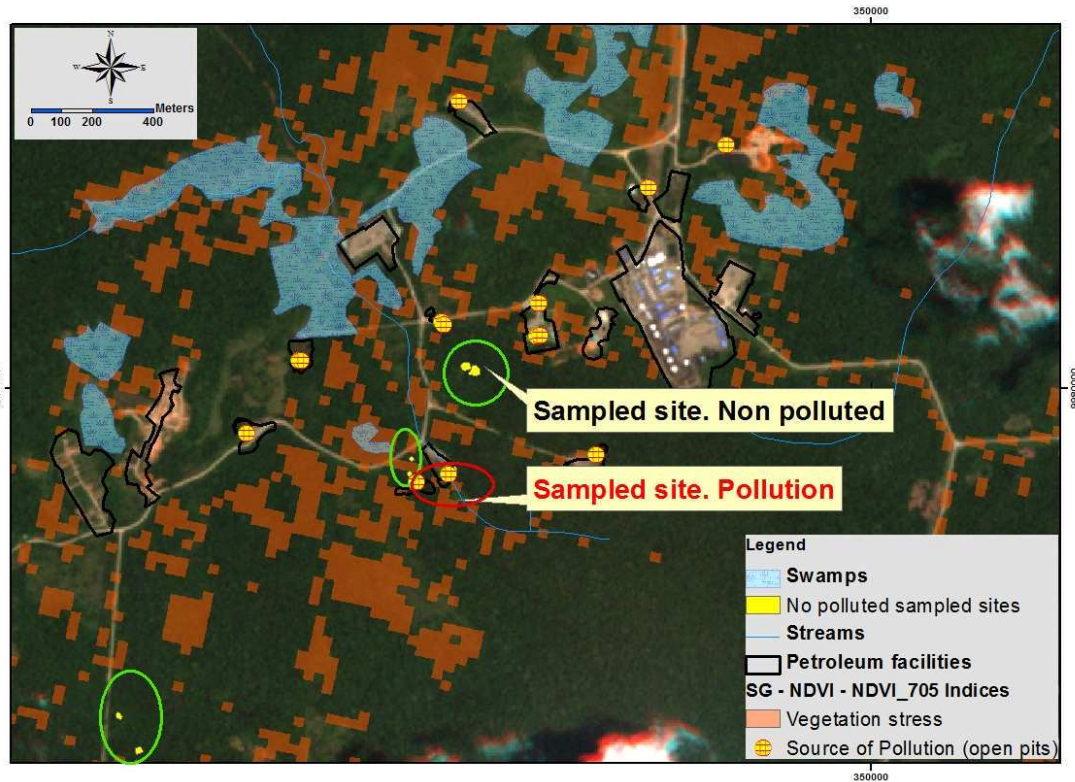 350000
N
W E
S
Meters
0 100 200 400
Sampled site. Non polluted
Sampled site. Pollution
9980000
Legend
Swamps
No polluted sampled sites
Streams
Petroleum facilities
SG - NDVI - NDVI_705 Indices
Vegetation stress
Source of Pollution (open pits)
350000